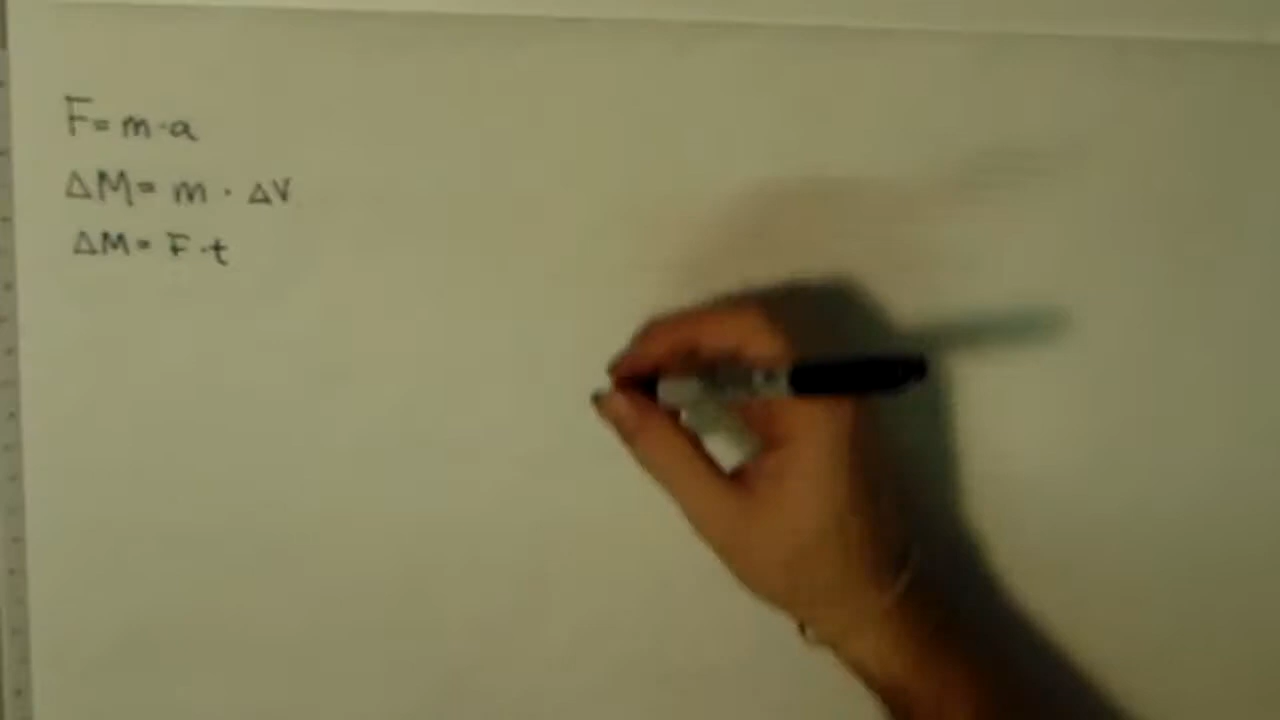 F = m · a
ΔM = m · ΔV
ΔM = F · t